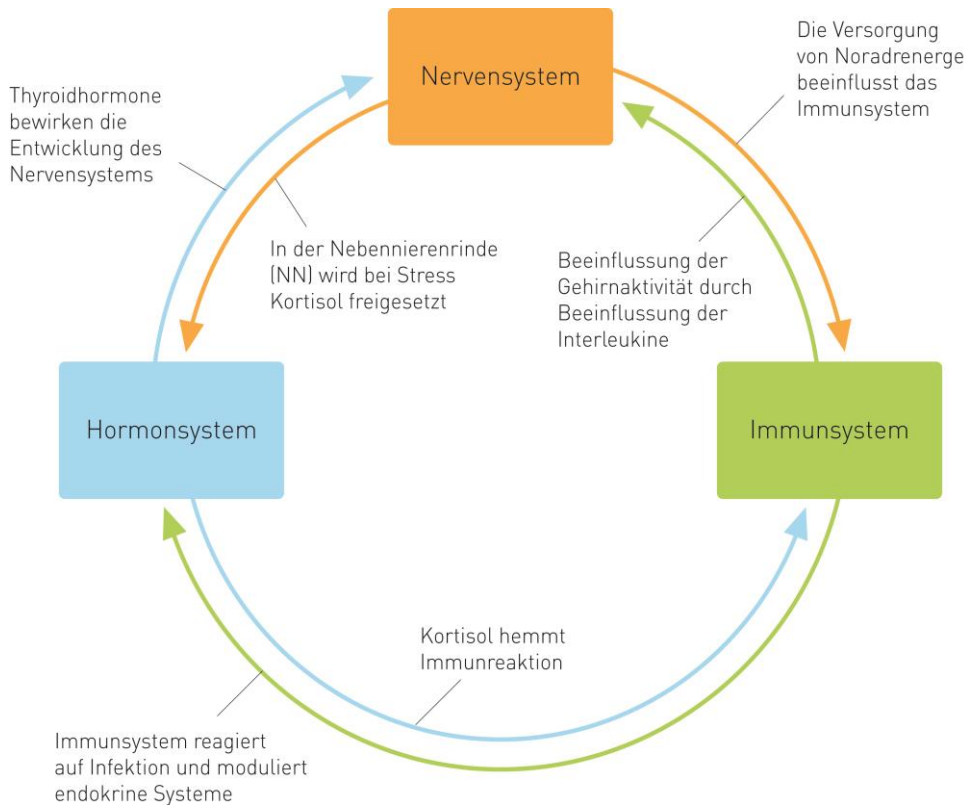 Nervensystem
Die Versorgung
von Noradrenerge
beeinflusst das
Immunsystem
Thyroidhormone
bewirken die
Entwicklung des
Nervensystems
In der Nebennierenrinde
(NN) wird bei Stress
Kortisol freigesetzt
Beeinflussung der
Gehirnaktivität durch
Beeinflussung der
Interleukine
Hormonsystem
Immunsystem
Kortisol hemmt
Immunreaktion
Immunsystem reagiert
auf Infektion und moduliert
endokrine Systeme